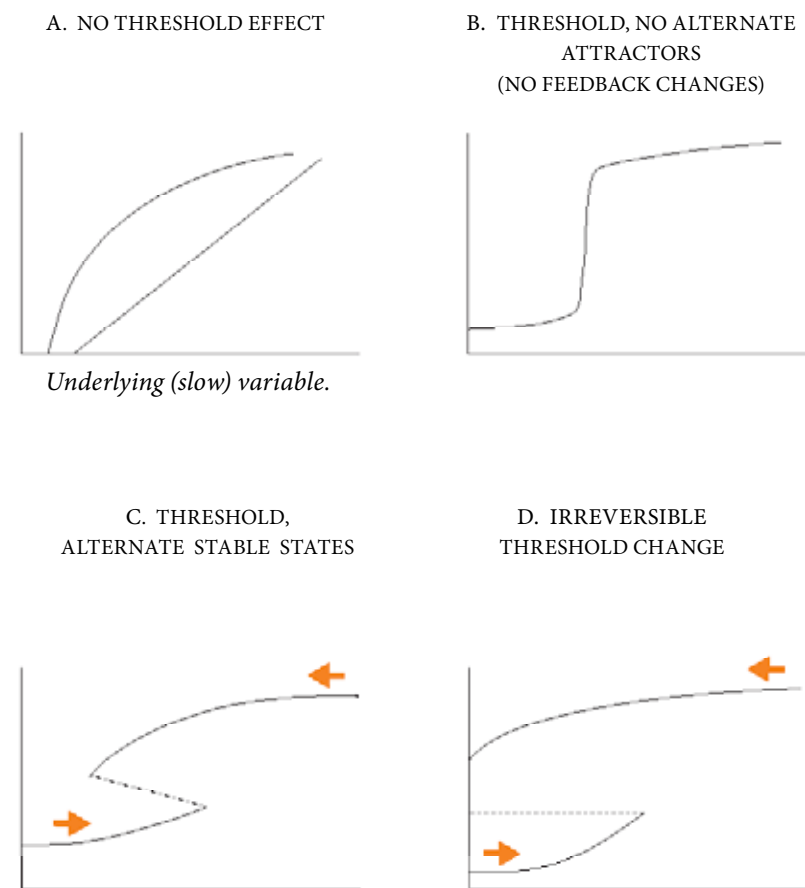 A. NO THRESHOLD EFFECT
B. THRESHOLD, NO ALTERNATE
ATTRACTORS
(NO FEEDBACK CHANGES)
Underlying (slow) variable.
C. THRESHOLD,
ALTERNATE STABLE STATES
D. IRREVERSIBLE
THRESHOLD CHANGE